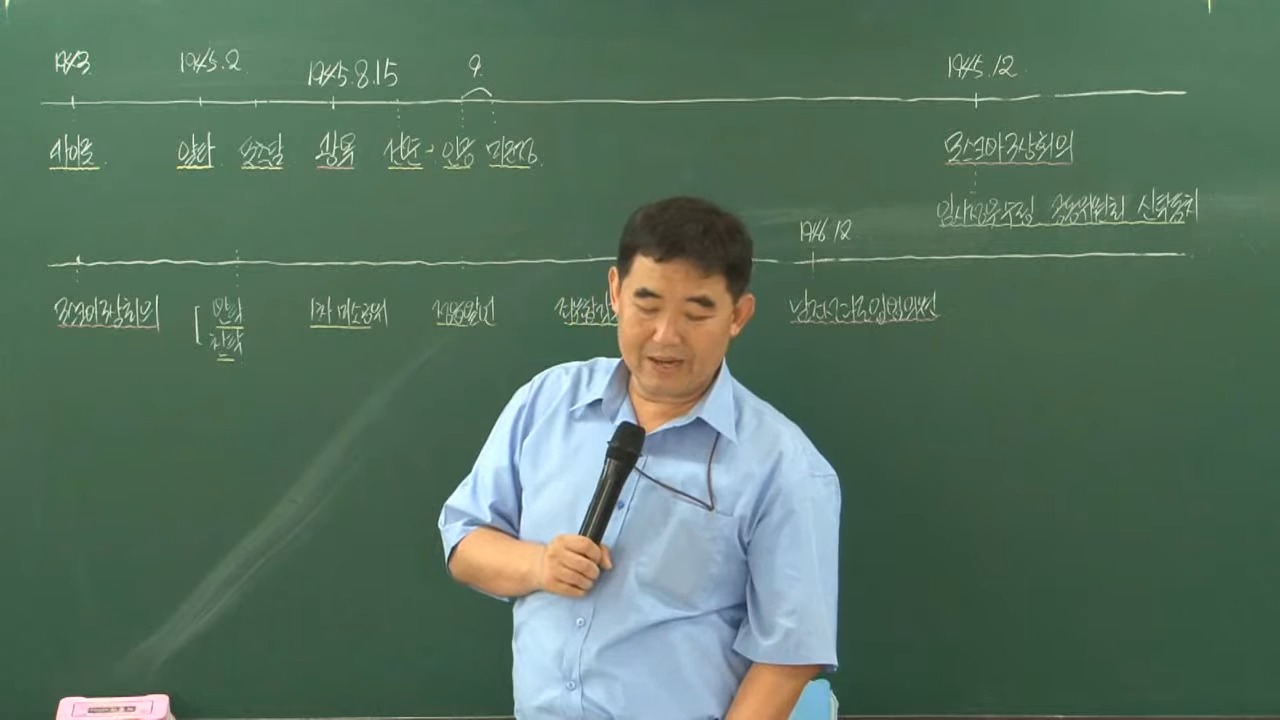 1943 1945.2 1945.8.15 9. 1945.12
카이로 얄타 포츠담 광복 건준 → 인공 미군정 모스크바3상회의
임시정부수립 공동위원회 신탁통치
1946.12
모스크바3상회의 [ 반탁 1차 미소공위 정읍발언 좌우합작 남조선과도입법의원
찬탁